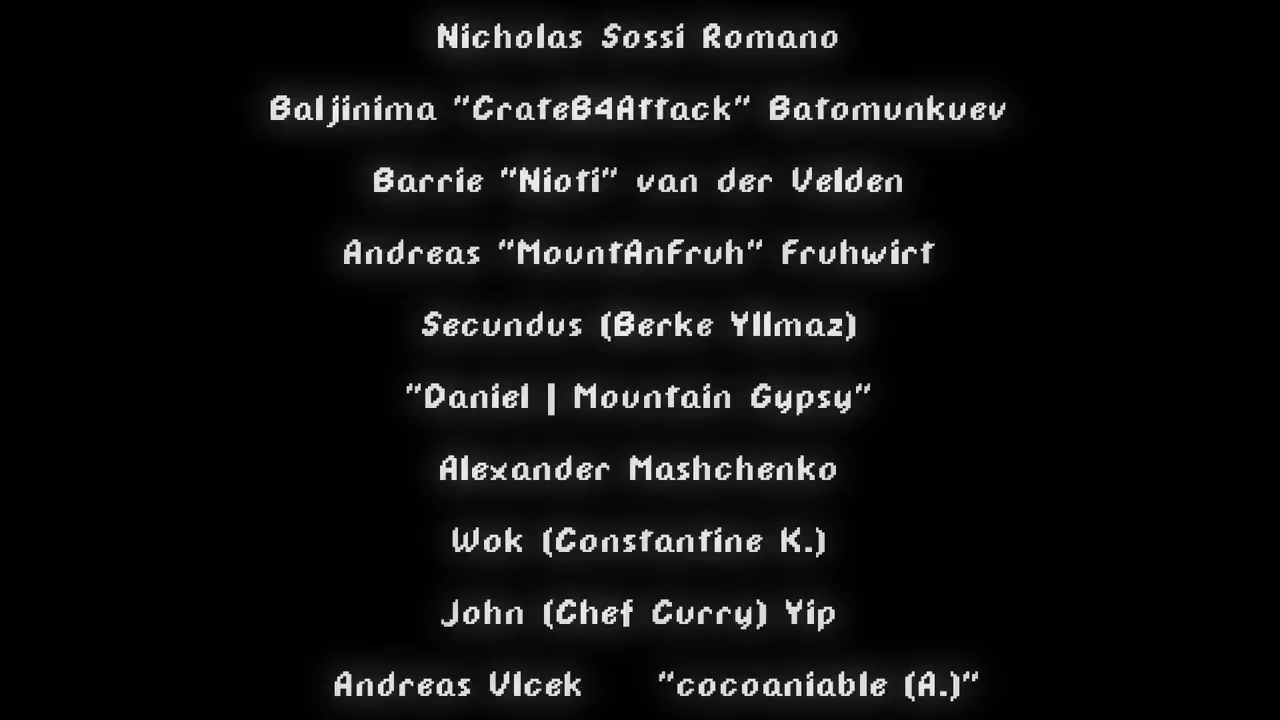 Nicholas Sossi Romano
Baljinima "CrateB4Attack" Batomunkuev
Barrie "Nioti" van der Velden
Andreas "MountAnFruh" Fruhwirt
Secundus (Berke Yllmaz)
"Daniel | Mountain Gypsy"
Alexander Mashchenko
Wok (Constantine K.)
John (Chef Curry) Yip
Andreas Vlcek "cocoaniable (A.)"